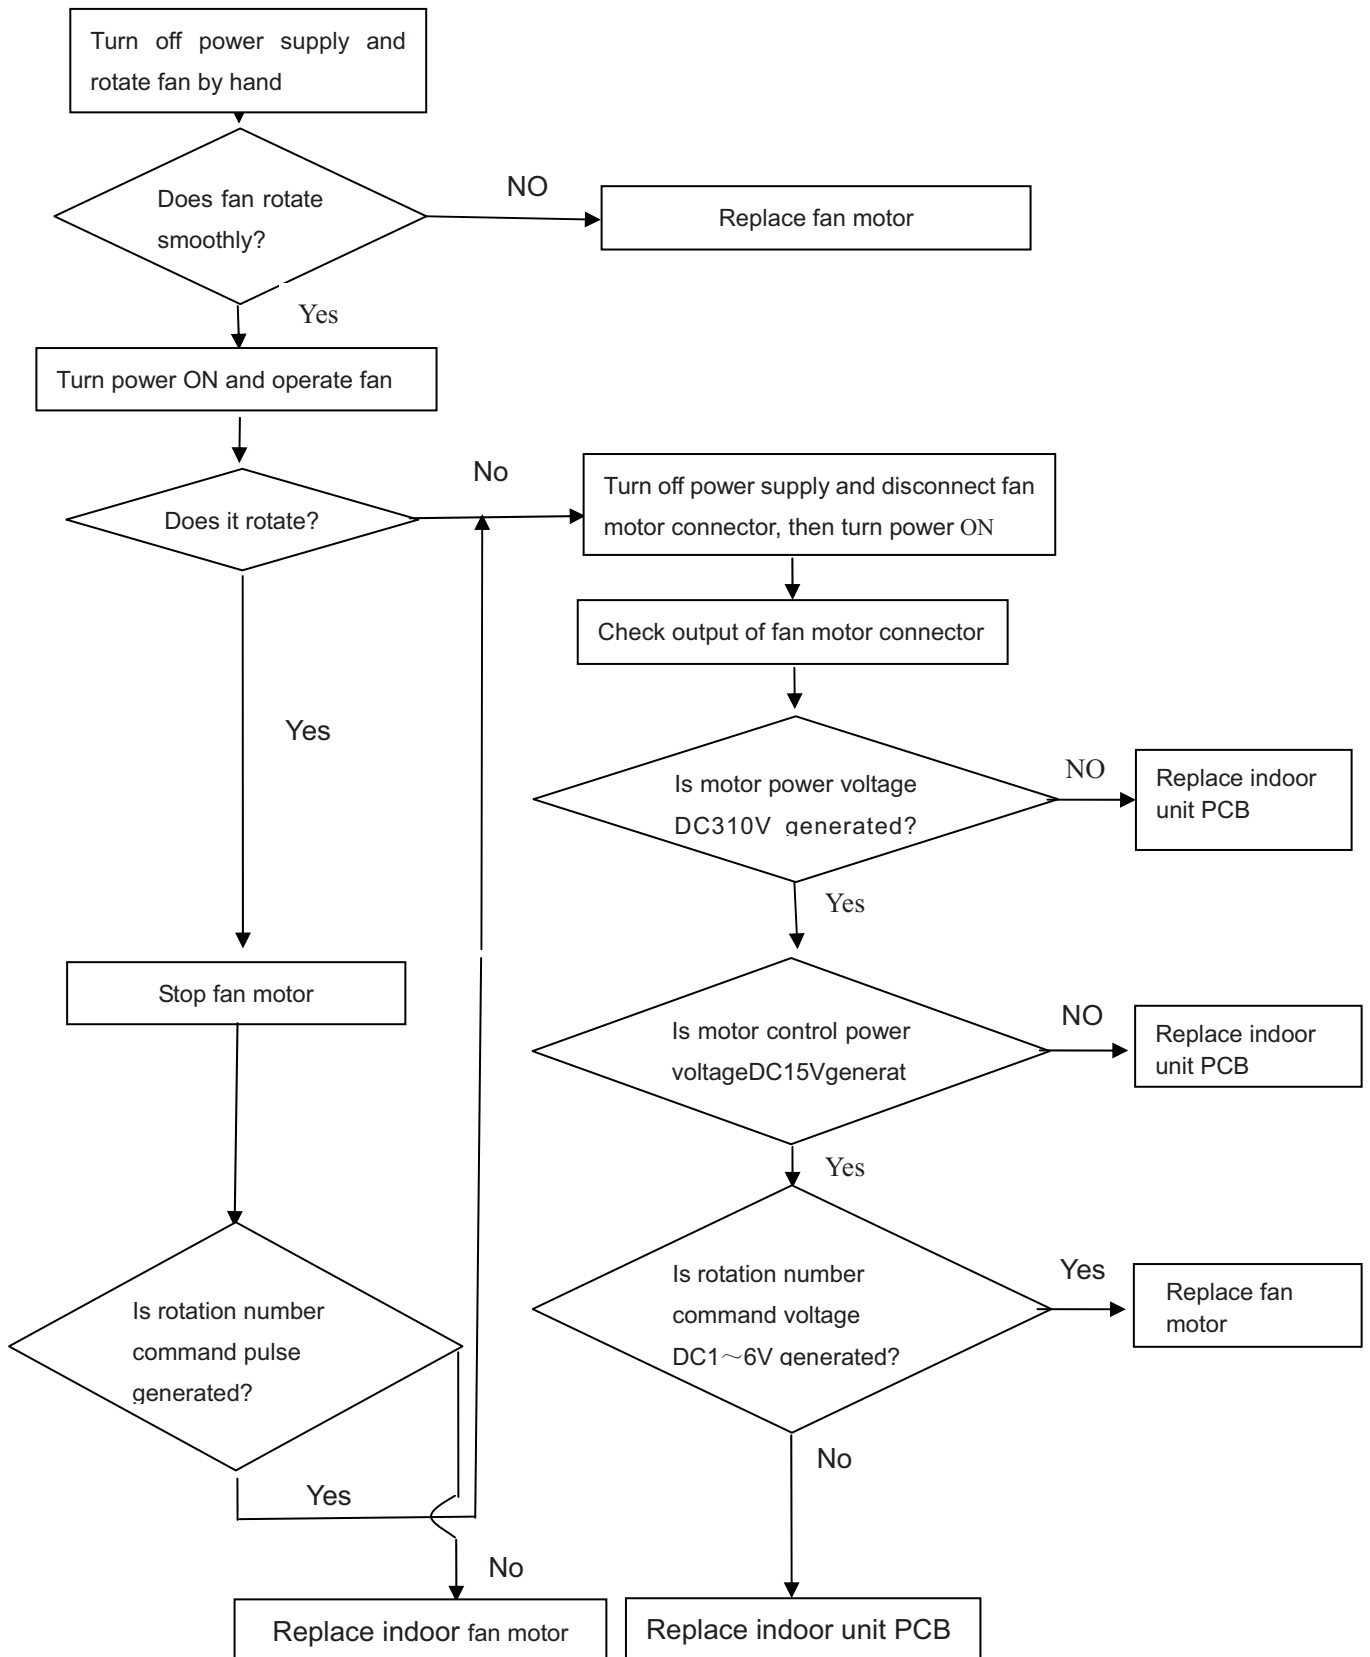 Turn off power supply and
rotate fan by hand
Does fan rotate
smoothly?
NO
Replace fan motor
Yes
Turn power ON and operate fan
Does it rotate?
No
Turn off power supply and disconnect fan
motor connector, then turn power ON
Check output of fan motor connector
Yes
Is motor power voltage
DC310V generated?
NO
Replace indoor
unit PCB
Yes
Stop fan motor
Is motor control power
voltageDC15Vgenerat
NO
Replace indoor
unit PCB
Yes
Is rotation number
command pulse
generated?
Is rotation number
command voltage
DC1～6V generated?
Yes
Replace fan
motor
No
Yes
No
Replace indoor fan motor
Replace indoor unit PCB